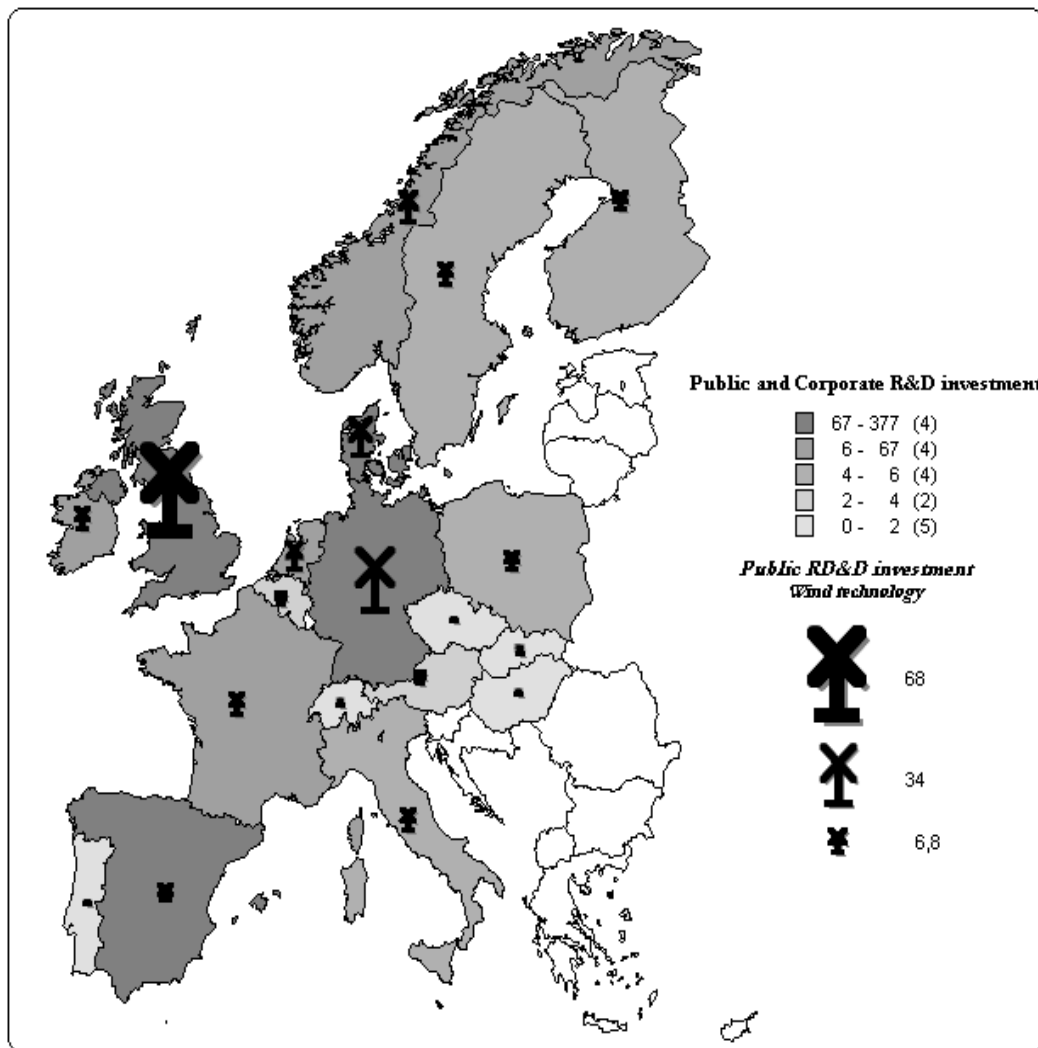 Public and Corporate R&D investment
67 - 377 (4)
6 - 67 (4)
4 - 6 (4)
2 - 4 (2)
0 - 2 (5)
Public RD&D investment
Wind technology
68
34
6,8